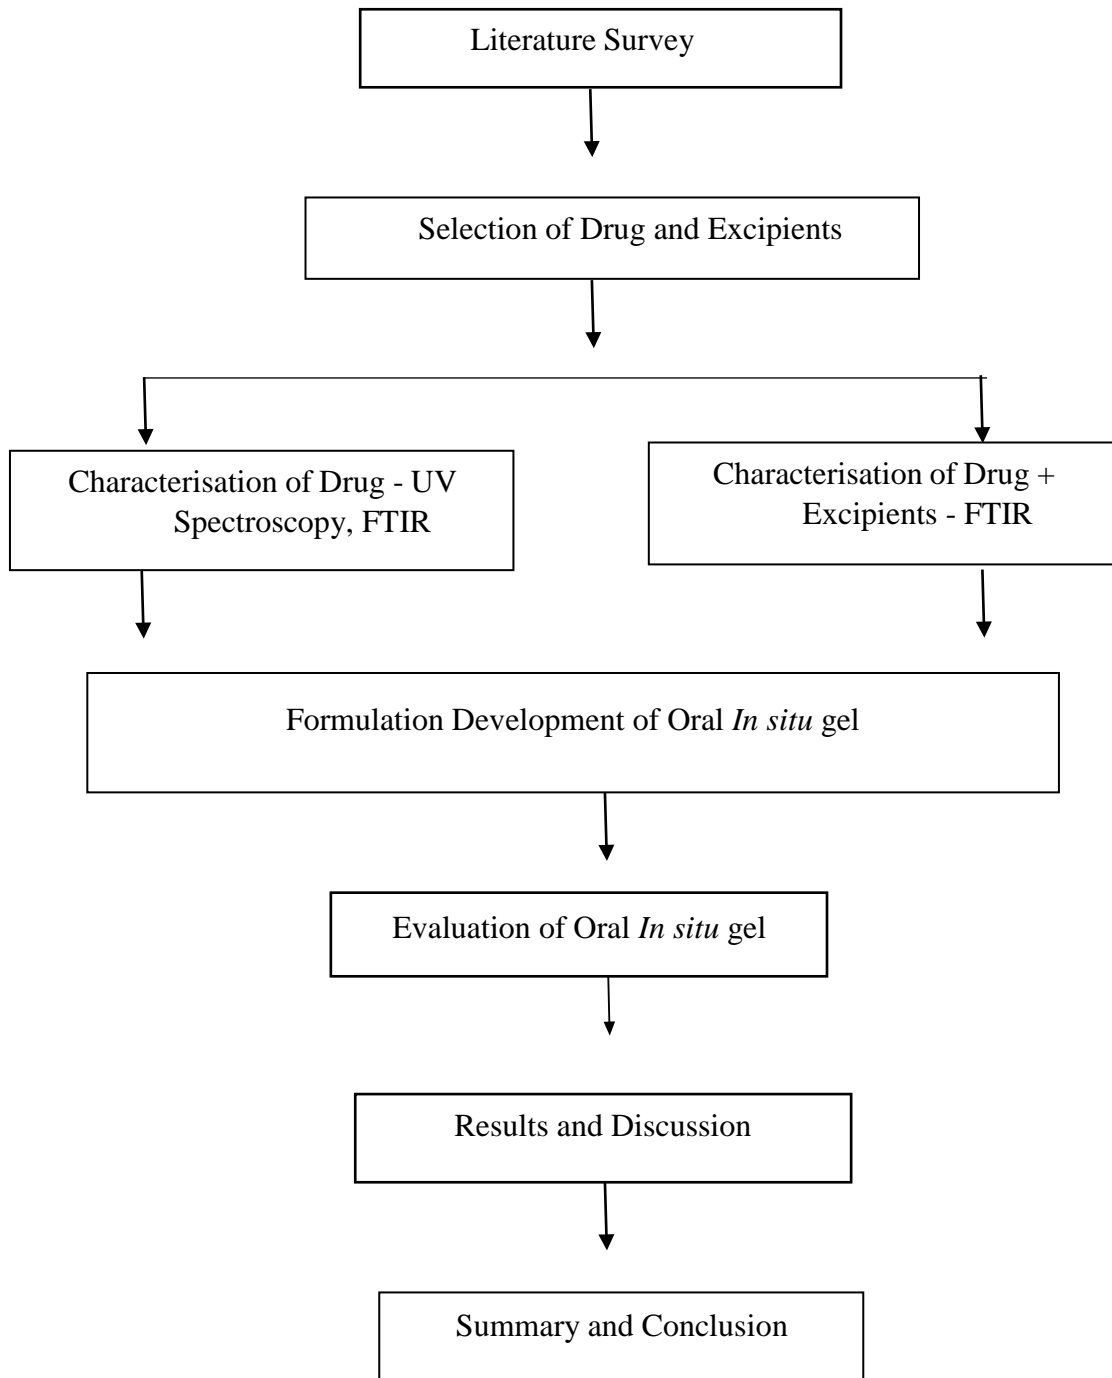 Literature Survey
Selection of Drug and Excipients
Characterisation of Drug - UV
Spectroscopy, FTIR
Characterisation of Drug +
Excipients - FTIR
Formulation Development of Oral In situ gel
Evaluation of Oral In situ gel
Results and Discussion
Summary and Conclusion